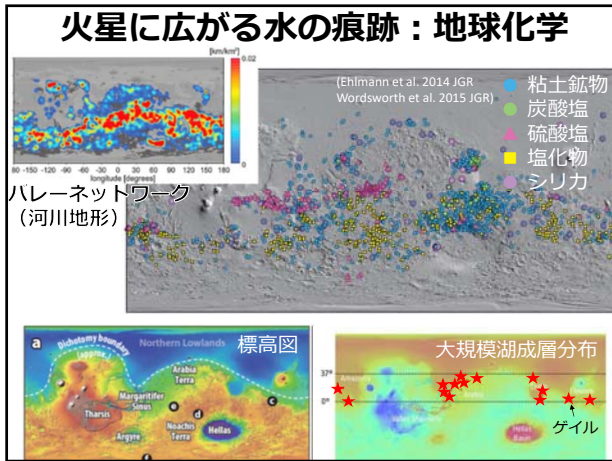 火星に広がる水の痕跡：地球化学
[km/km²]
0.02
0
80 -150 -120 -90 -60 -30 0 30 60 90 120 150 180
longitude [degrees]
バレーネットワーク
（河川地形）
(Ehlmann et al. 2014 JGR
Wordsworth et al. 2015 JGR)
粘土鉱物
炭酸塩
硫酸塩
塩化物
シリカ
a
Dichotomy boundary
(approx.)
Northern Lowlands
標高図
Arabia
Terra
Margaritifer
Sinus
Tharsis
Noachis
Terra
Argyre
Hellas
c
d
e
f
大規模湖成層分布
37°
0°
Hellas
Basin
ゲイル